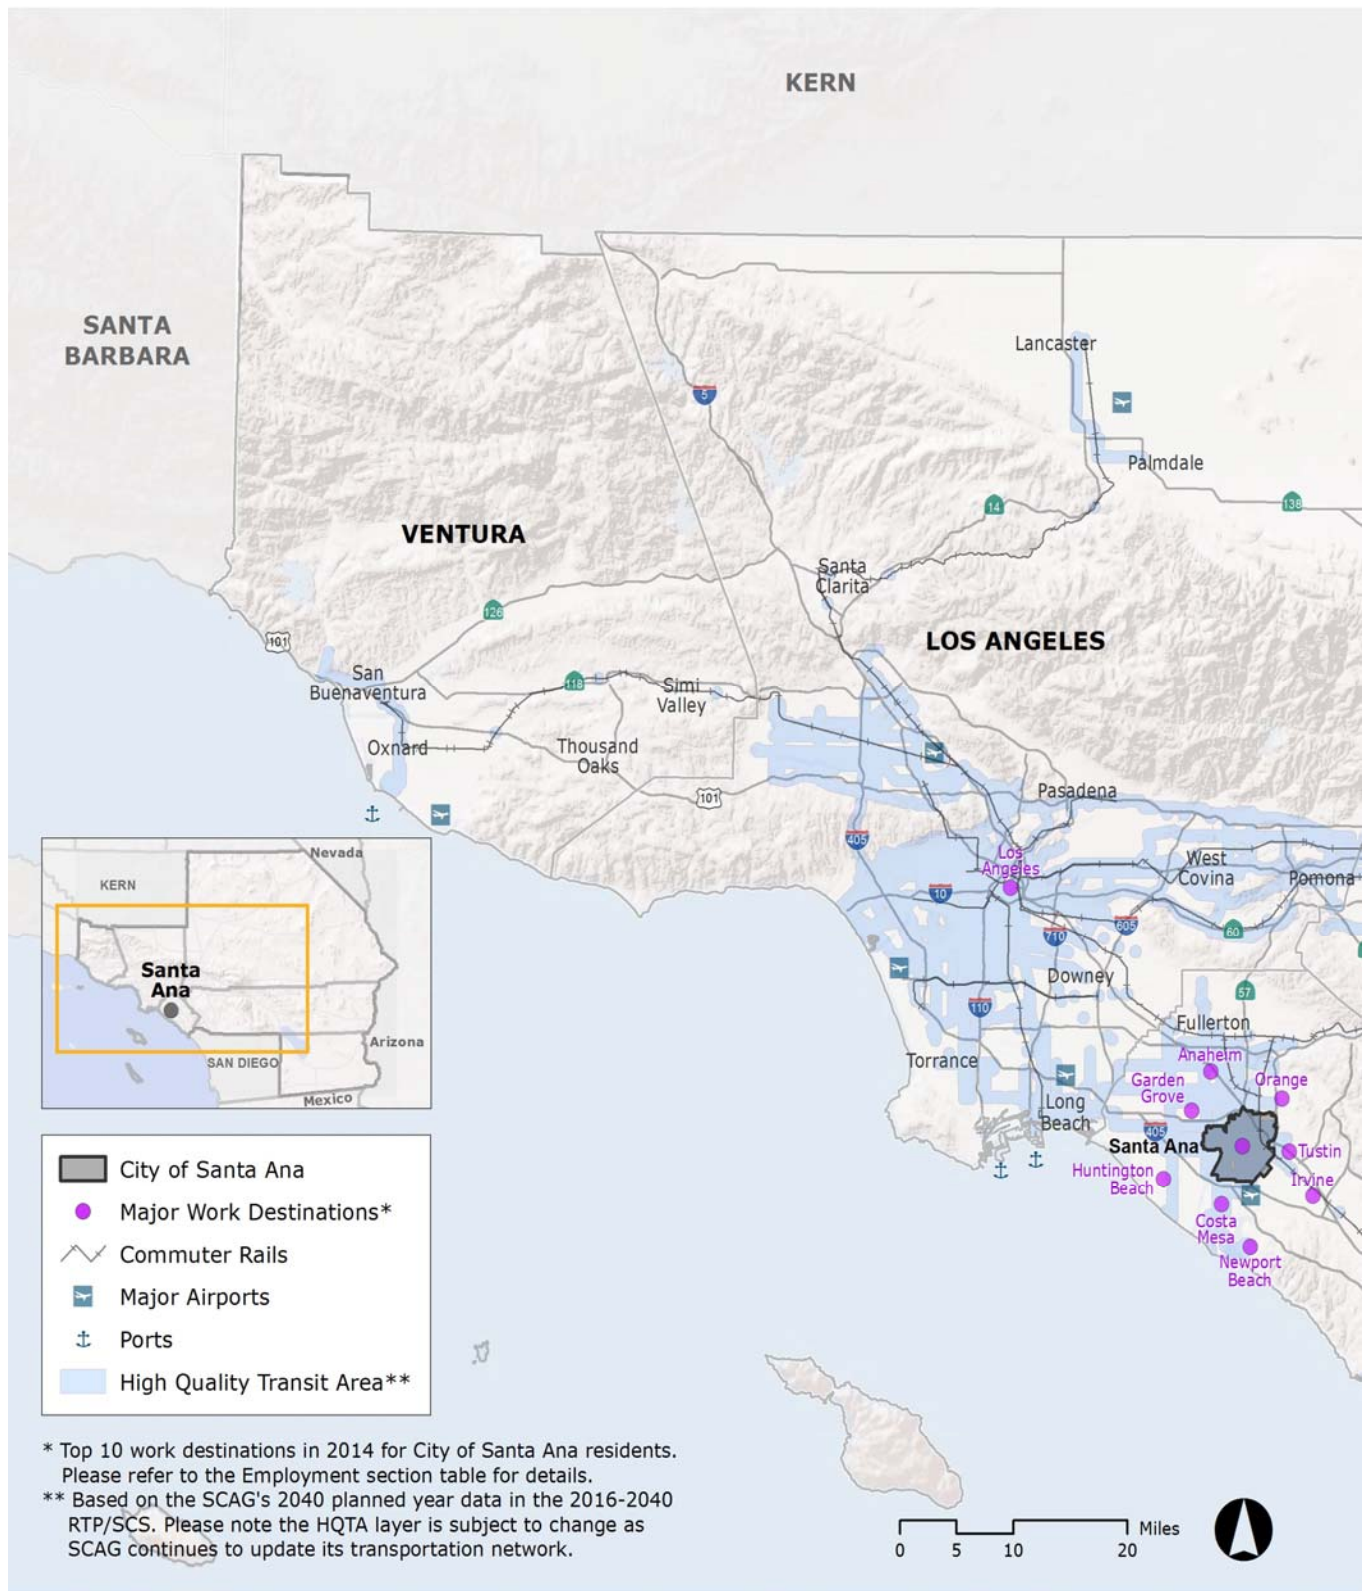 KERN
SANTA
BARBARA
Lancaster
5
Palmdale
14
138
VENTURA
Santa
Clarita
126
LOS ANGELES
101
San
Buenaventura
118
Simi
Valley
Oxnard
Thousand
Oaks
101
Pasadena
405
Los
Angeles
West
Covina
Pomona
10
710
605
60
Downey
57
110
Fullerton
Torrance
Anaheim
Garden
Grove
Orange
Long
Beach
405
Santa Ana
Tustin
Huntington
Beach
Irvine
Costa
Mesa
Newport
Beach
Nevada
KERN
Santa
Ana
Arizona
SAN DIEGO
Mexico
City of Santa Ana
Major Work Destinations*
Commuter Rails
Major Airports
Ports
High Quality Transit Area**
* Top 10 work destinations in 2014 for City of Santa Ana residents.
Please refer to the Employment section table for details.
** Based on the SCAG's 2040 planned year data in the 2016-2040
RTP/SCS. Please note the HQTA layer is subject to change as
SCAG continues to update its transportation network.
Miles
0 5 10 20